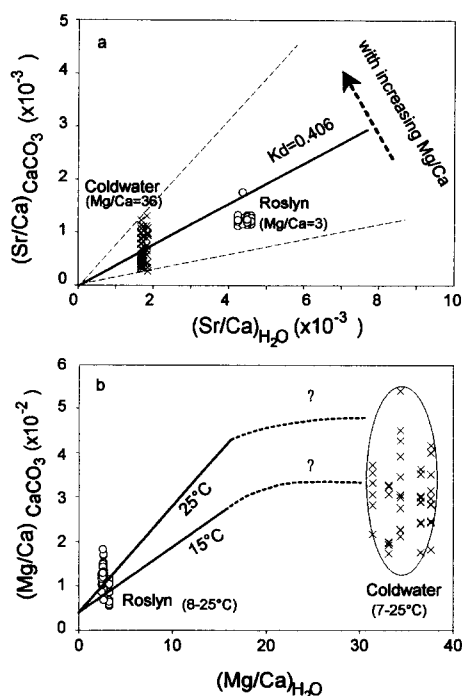 a
5
4
3
2
1
0
(Sr/Ca)CaCO3 (x10-3)
with increasing Mg/Ca
Kd=0.406
Coldwater
(Mg/Ca=36)
Roslyn
(Mg/Ca=3)
0 2 4 6 8 10
(Sr/Ca)H2O (x10-3)
b
6
5
4
3
2
1
0
(Mg/Ca)CaCO3 (x10-2)
?
?
25°C
15°C
Roslyn (8-25°C)
Coldwater
(7-25°C)
0 10 20 30 40
(Mg/Ca)H2O